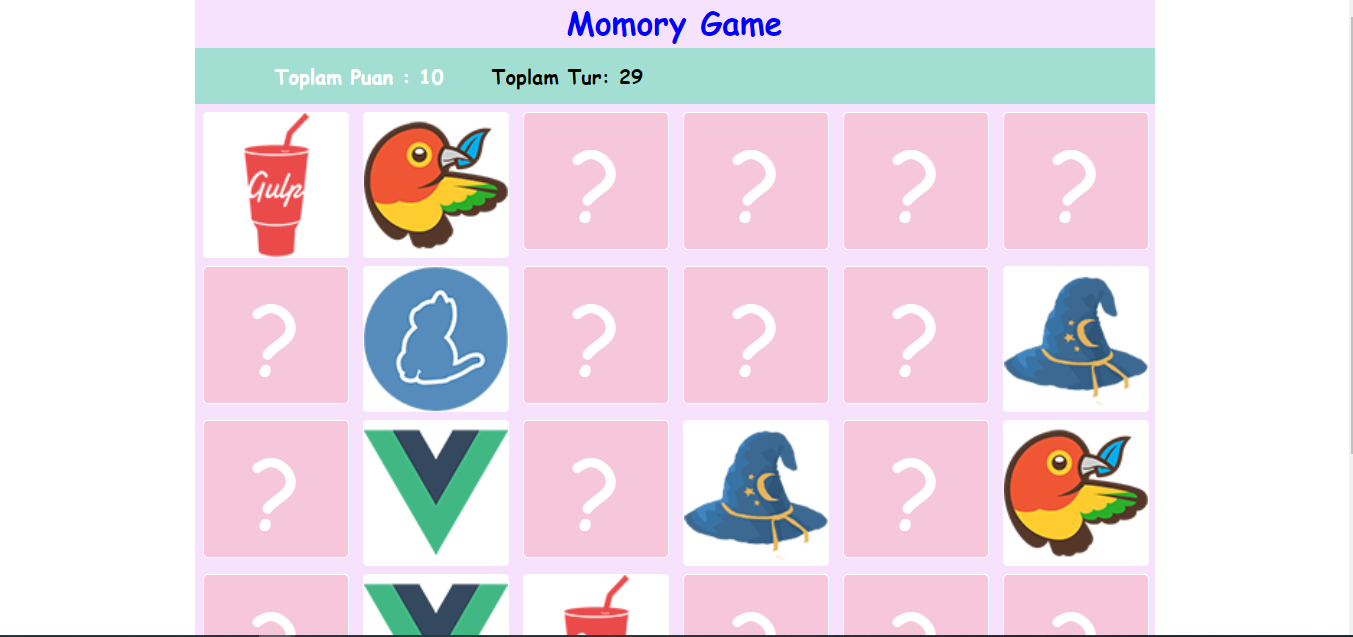 Momory Game
Toplam Puan : 10 Toplam Tur: 29
Gulp ? ? ? ?
? ? ? ?
? ? ?
? ? ? ?